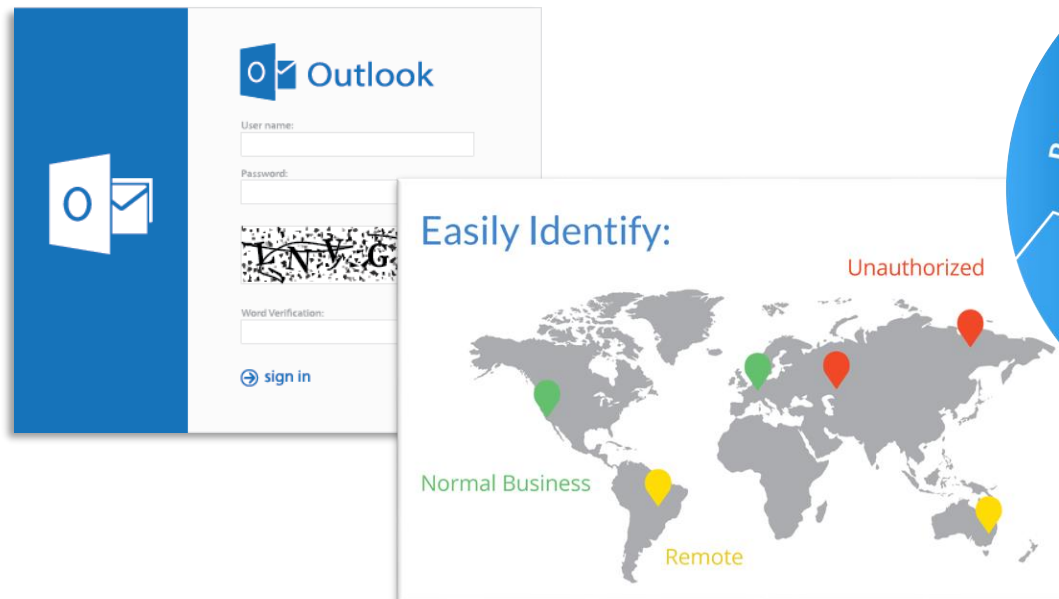 Outlook
User name:
Password:
Word Verification:
sign in
Easily Identify:
Unauthorized
Normal Business
Remote